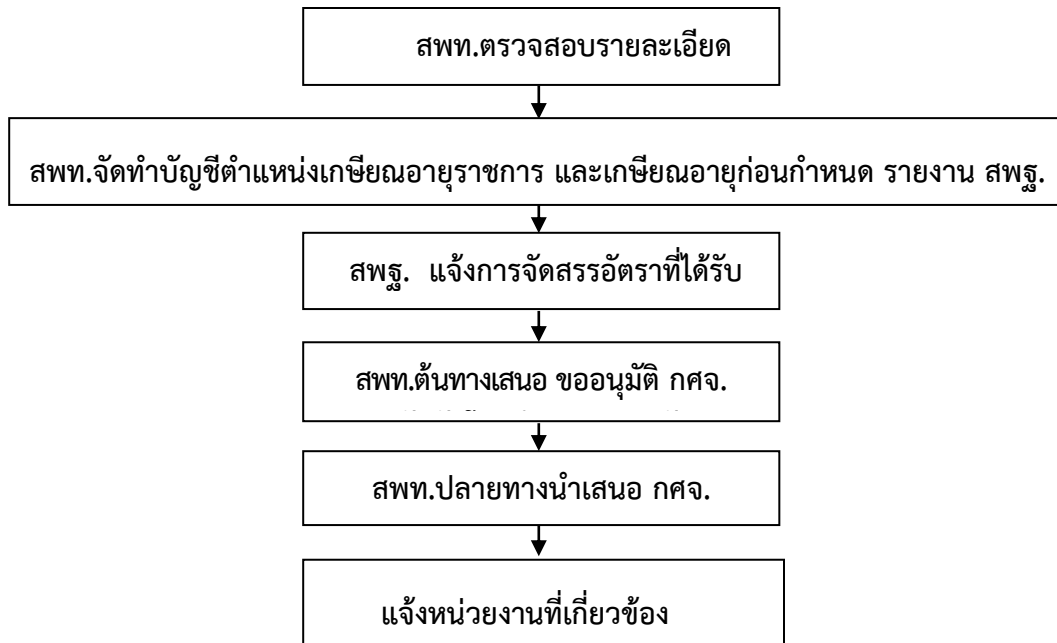 สพท.ตรวจสอบรายละเอียด
สพท.จัดทำบัญชีตำแหน่งเกษียณอายุราชการ และเกษียณอายุก่อนกำหนด รายงาน สพฐ.
สพฐ. แจ้งการจัดสรรอัตราที่ได้รับ
สพท.ต้นทางเสนอ ขออนุมัติ กศจ.
สพท.ปลายทางนำเสนอ กศจ.
แจ้งหน่วยงานที่เกี่ยวข้อง